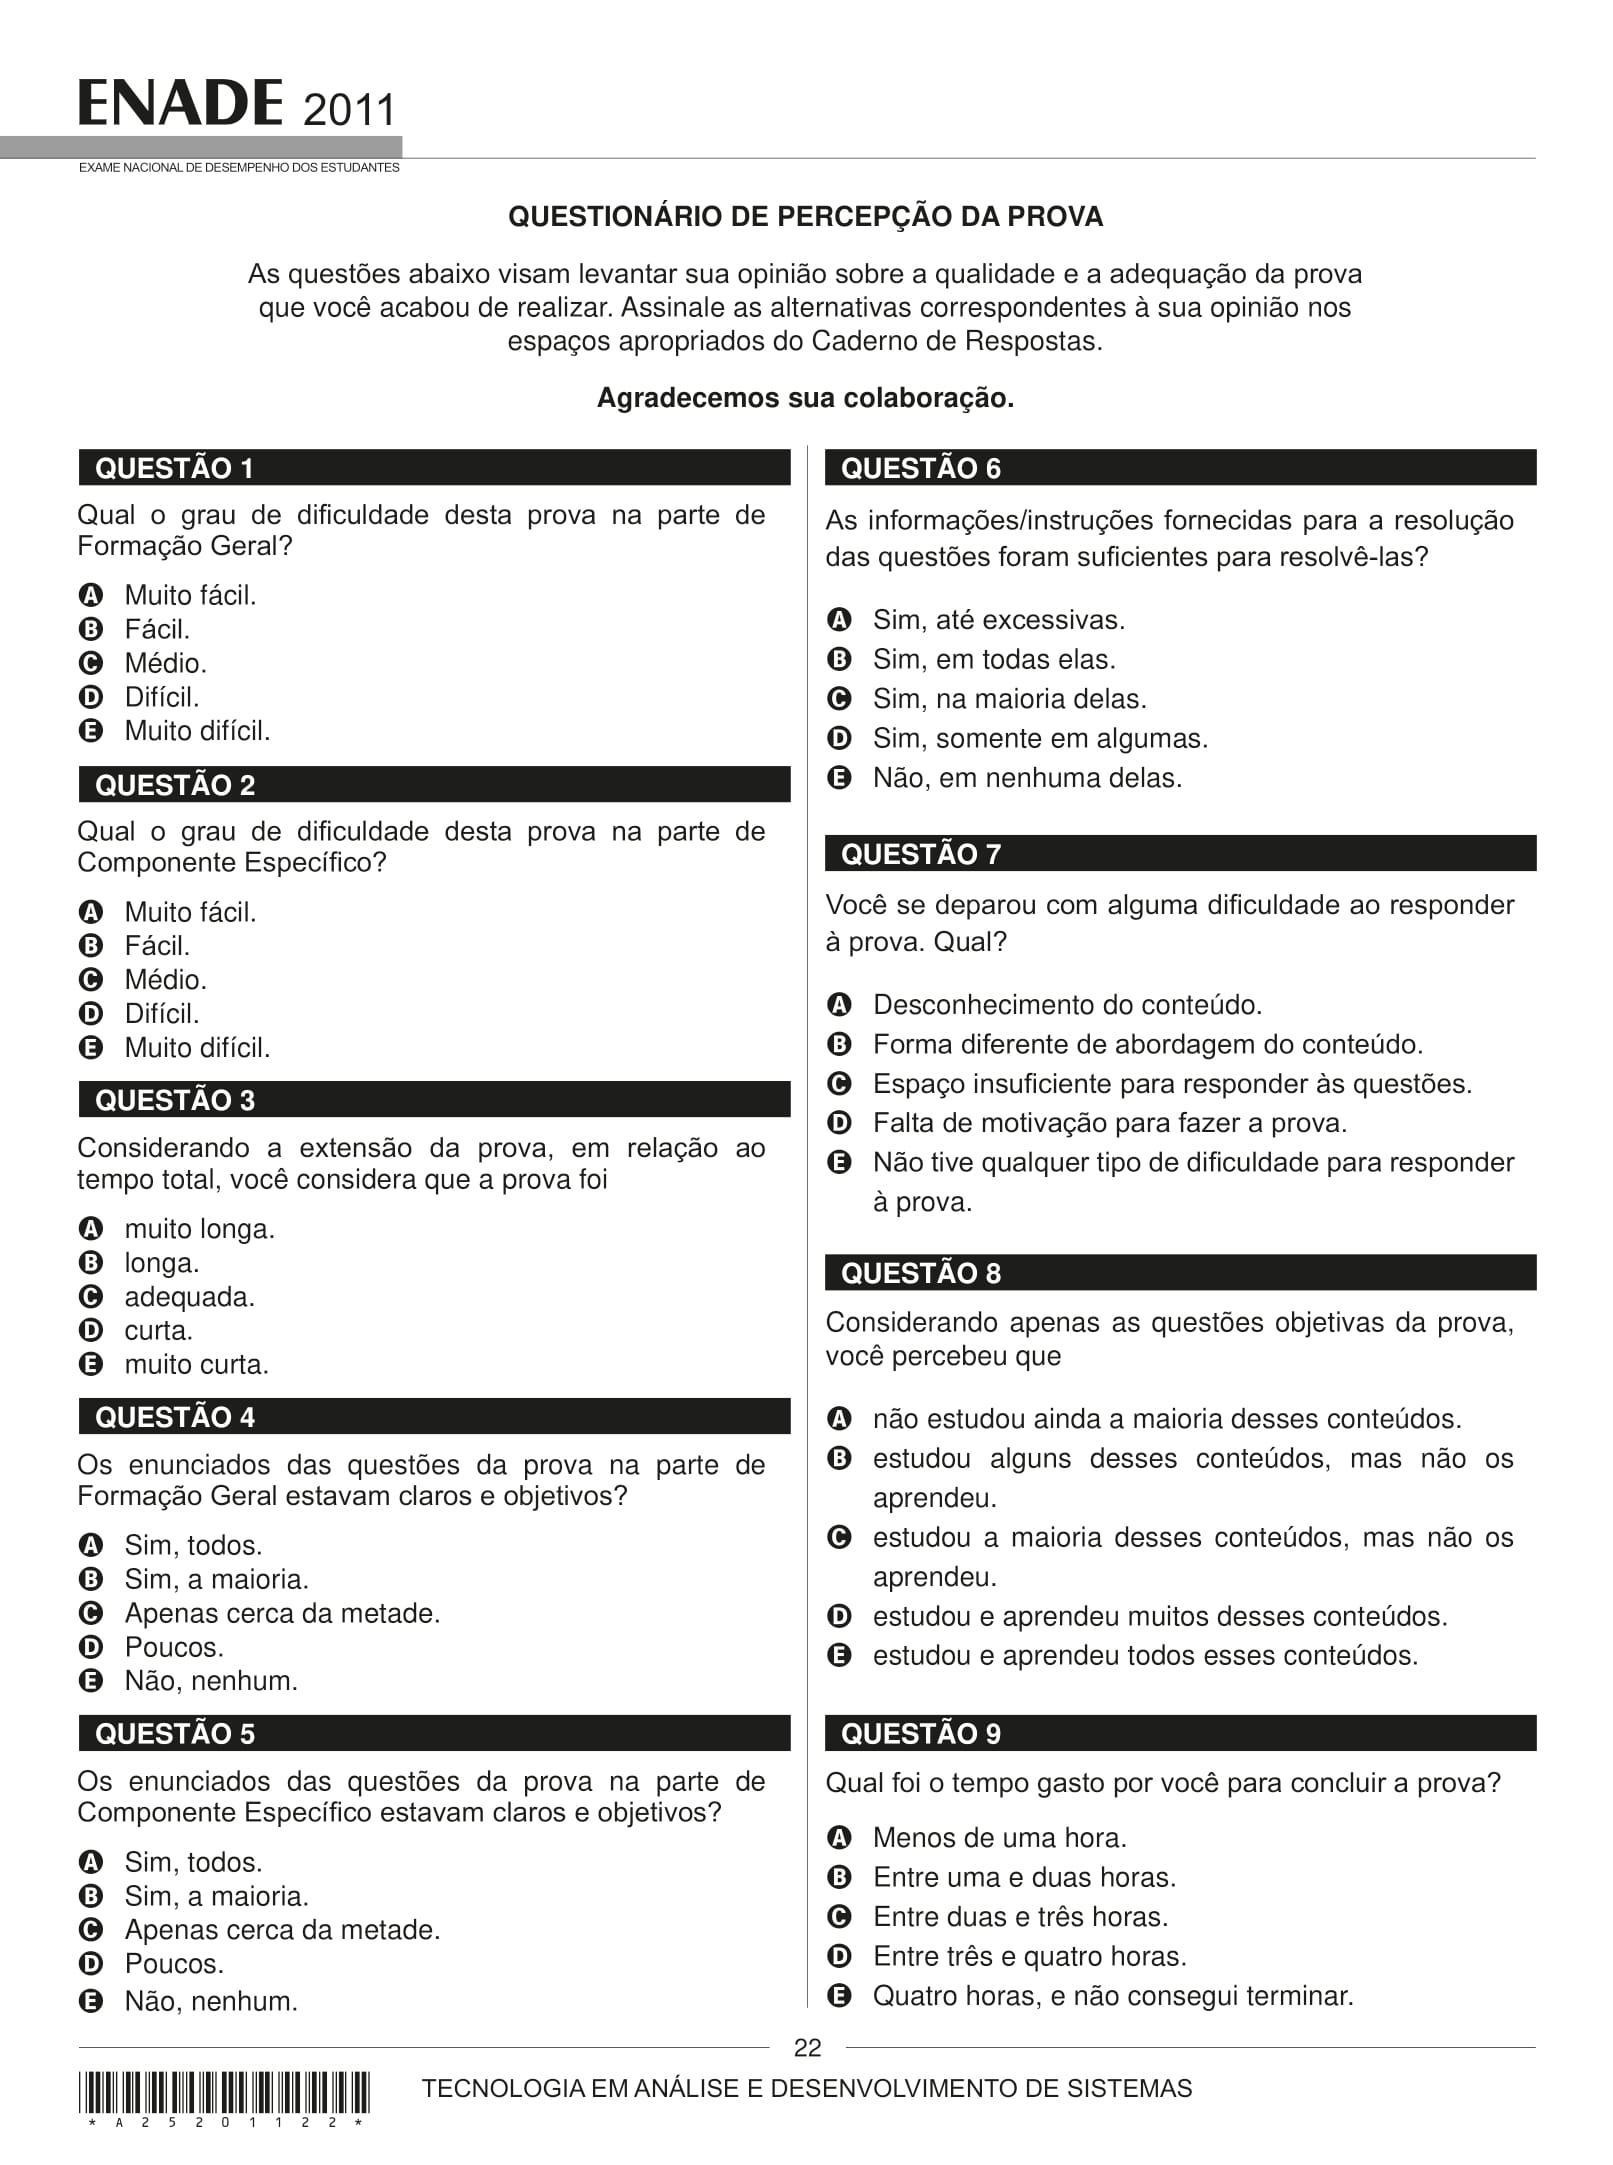 ENADE 2011
EXAME NACIONAL DE DESEMPENHO DOS ESTUDANTES
QUESTIONÁRIO DE PERCEPÇÃO DA PROVA
As questões abaixo visam levantar sua opinião sobre a qualidade e a adequação da prova
que você acabou de realizar. Assinale as alternativas correspondentes à sua opinião nos
espaços apropriados do Caderno de Respostas.
Agradecemos sua colaboração.
QUESTÃO 1
Qual o grau de dificuldade desta prova na parte de
Formação Geral?
A Muito fácil.
B Fácil.
C Médio.
D Difícil.
E Muito difícil.
QUESTÃO 2
Qual o grau de dificuldade desta prova na parte de
Componente Específico?
A Muito fácil.
B Fácil.
C Médio.
D Difícil.
E Muito difícil.
QUESTÃO 3
Considerando a extensão da prova, em relação ao
tempo total, você considera que a prova foi
A muito longa.
B longa.
C adequada.
D curta.
E muito curta.
QUESTÃO 4
Os enunciados das questões da prova na parte de
Formação Geral estavam claros e objetivos?
A Sim, todos.
B Sim, a maioria.
C Apenas cerca da metade.
D Poucos.
E Não, nenhum.
QUESTÃO 5
Os enunciados das questões da prova na parte de
Componente Específico estavam claros e objetivos?
A Sim, todos.
B Sim, a maioria.
C Apenas cerca da metade.
D Poucos.
E Não, nenhum.
QUESTÃO 6
As informações/instruções fornecidas para a resolução
das questões foram suficientes para resolvê-las?
A Sim, até excessivas.
B Sim, em todas elas.
C Sim, na maioria delas.
D Sim, somente em algumas.
E Não, em nenhuma delas.
QUESTÃO 7
Você se deparou com alguma dificuldade ao responder
à prova. Qual?
A Desconhecimento do conteúdo.
B Forma diferente de abordagem do conteúdo.
C Espaço insuficiente para responder às questões.
D Falta de motivação para fazer a prova.
E Não tive qualquer tipo de dificuldade para responder
à prova.
QUESTÃO 8
Considerando apenas as questões objetivas da prova,
você percebeu que
A não estudou ainda a maioria desses conteúdos.
B estudou alguns desses conteúdos, mas não os
aprendeu.
C estudou a maioria desses conteúdos, mas não os
aprendeu.
D estudou e aprendeu muitos desses conteúdos.
E estudou e aprendeu todos esses conteúdos.
QUESTÃO 9
Qual foi o tempo gasto por você para concluir a prova?
A Menos de uma hora.
B Entre uma e duas horas.
C Entre duas e três horas.
D Entre três e quatro horas.
E Quatro horas, e não consegui terminar.
22
TECNOLOGIA EM ANÁLISE E DESENVOLVIMENTO DE SISTEMAS
* A 2 5 2 0 1 1 2 2 *